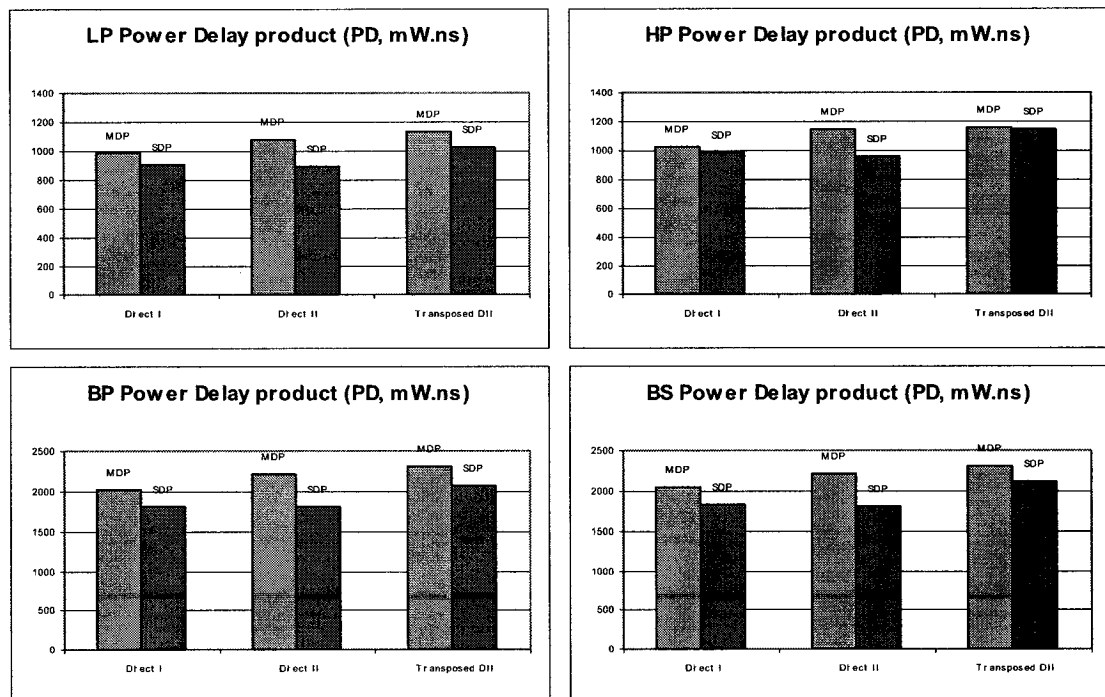 LP Power Delay product (PD, mW.ns)
1400
1200
1000
800
600
400
200
0
MDP
SDP
MDP
SDP
MDP
SDP
Direct I
Direct II
Transposed DII
HP Power Delay product (PD, mW.ns)
1400
1200
1000
800
600
400
200
0
MDP
SDP
MDP
SDP
MDP
SDP
Direct I
Direct II
Transposed DII
BP Power Delay product (PD, mW.ns)
2500
2000
1500
1000
500
0
MDP
SDP
MDP
SDP
MDP
SDP
Direct I
Direct II
Transposed DII
BS Power Delay product (PD, mW.ns)
2500
2000
1500
1000
500
0
MDP
SDP
MDP
SDP
MDP
SDP
Direct I
Direct II
Transposed DII